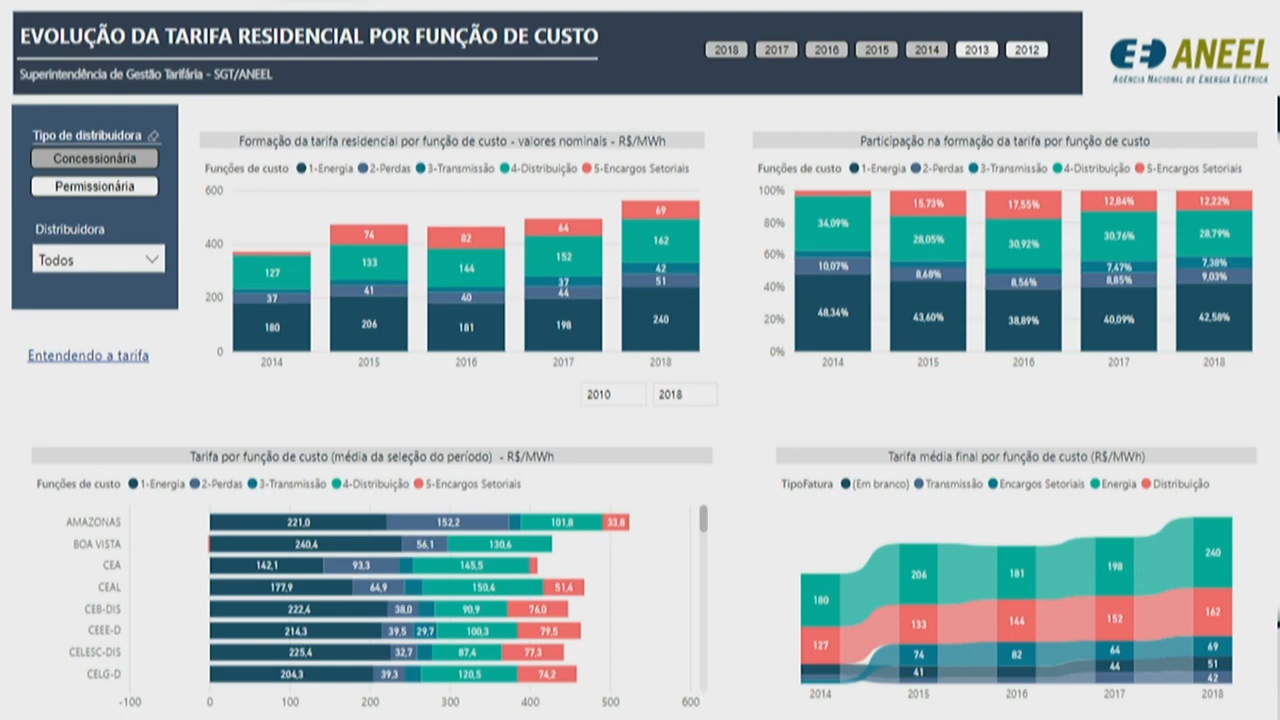 EVOLUÇÃO DA TARIFA RESIDENCIAL POR FUNÇÃO DE CUSTO
Superintendência de Gestão Tarifária - SGT/ANEEL
2018 2017 2016 2015 2014 2013 2012
ANEEL
AGÊNCIA NACIONAL DE ENERGIA ELÉTRICA
Tipo de distribuidora
Concessionária
Permissionária
Distribuidora
Todos
Entendendo a tarifa
Formação da tarifa residencial por função de custo - valores nominais - R$/MWh
Funções de custo 1-Energia 2-Perdas 3-Transmissão 4-Distribuição 5-Encargos Setoriais
600
400
200
0
127
37
180
74
133
41
206
82
144
40
181
64
152
37
44
198
69
162
42
51
240
2014 2015 2016 2017 2018
2010 2018
Participação na formação da tarifa por função de custo
Funções de custo 1-Energia 2-Perdas 3-Transmissão 4-Distribuição 5-Encargos Setoriais
100%
80%
60%
40%
20%
0%
34,09%
10,07%
48,34%
15,73%
28,05%
8,68%
43,60%
17,55%
30,92%
8,56%
38,89%
12,84%
30,76%
7,47%
8,85%
40,09%
12,22%
28,79%
7,38%
9,03%
42,58%
2014 2015 2016 2017 2018
Tarifa por função de custo (média da seleção do período) - R$/MWh
Funções de custo 1-Energia 2-Perdas 3-Transmissão 4-Distribuição 5-Encargos Setoriais
AMAZONAS 221,0 152,2 101,8 33,8
BOA VISTA 240,4 56,1 130,6
CEA 142,1 93,3 145,5
CEAL 177,9 64,9 150,4 51,4
CEB-DIS 222,4 38,0 90,9 76,0
CEEE-D 214,3 39,5 29,7 100,3 79,5
CELESC-DIS 225,4 32,7 87,4 77,3
CELG-D 204,3 39,3 120,5 74,2
-100 0 100 200 300 400 500 600
Tarifa média final por função de custo (R$/MWh)
TipoFatura (Em branco) Transmissão Encargos Setoriais Energia Distribuição
180
127
206
133
74
41
181
144
82
198
152
64
44
240
162
69
51
42
2014 2015 2016 2017 2018